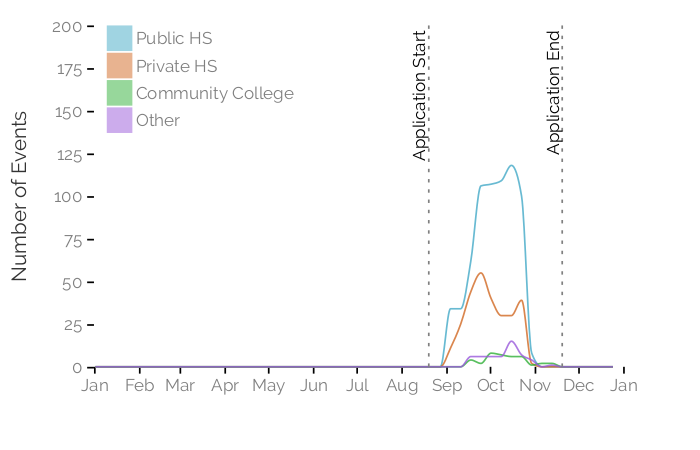 200
175
150
125
100
75
50
25
0
Number of Events
Public HS
Private HS
Community College
Other
Application Start
Application End
Jan Feb Mar Apr May Jun Jul Aug Sep Oct Nov Dec Jan